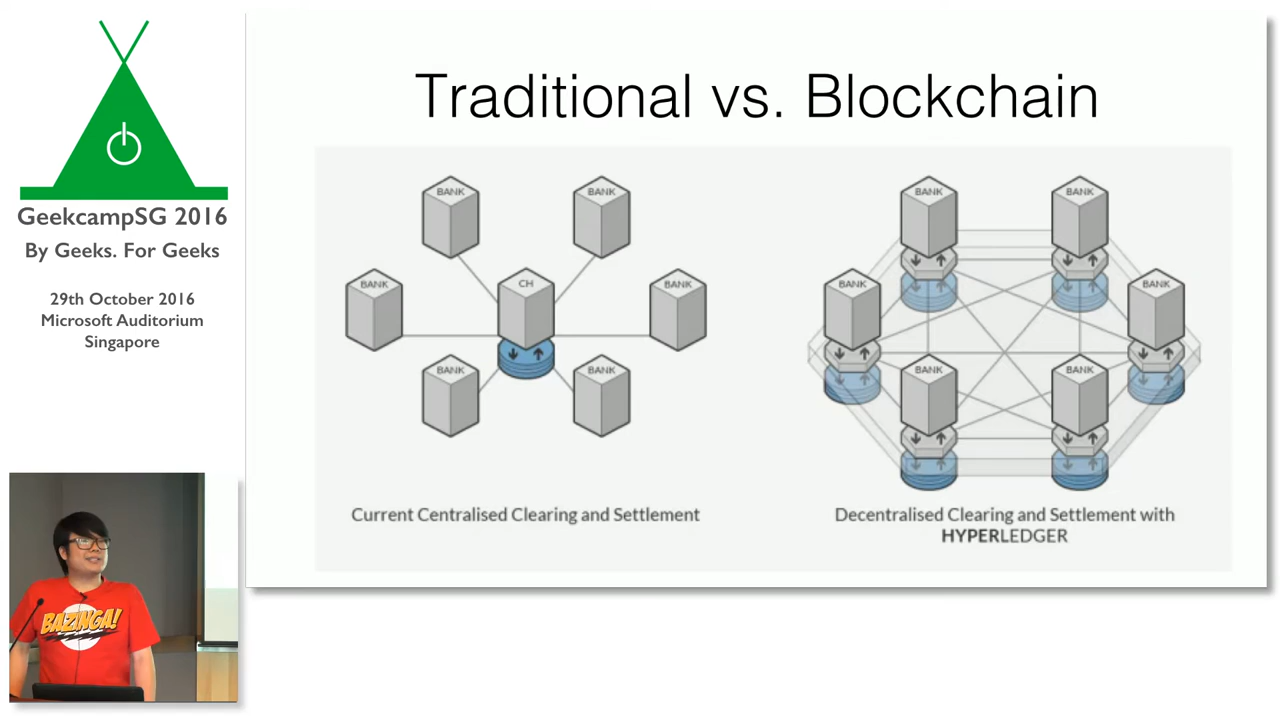 GeekcampSG 2016
By Geeks. For Geeks
29th October 2016
Microsoft Auditorium
Singapore
Traditional vs. Blockchain
BANK
BANK
BANK
CH
BANK
BANK
BANK
Current Centralised Clearing and Settlement
BANK
BANK
BANK
BANK
BANK
BANK
Decentralised Clearing and Settlement with
HYPERLEDGER
BAZINGA!